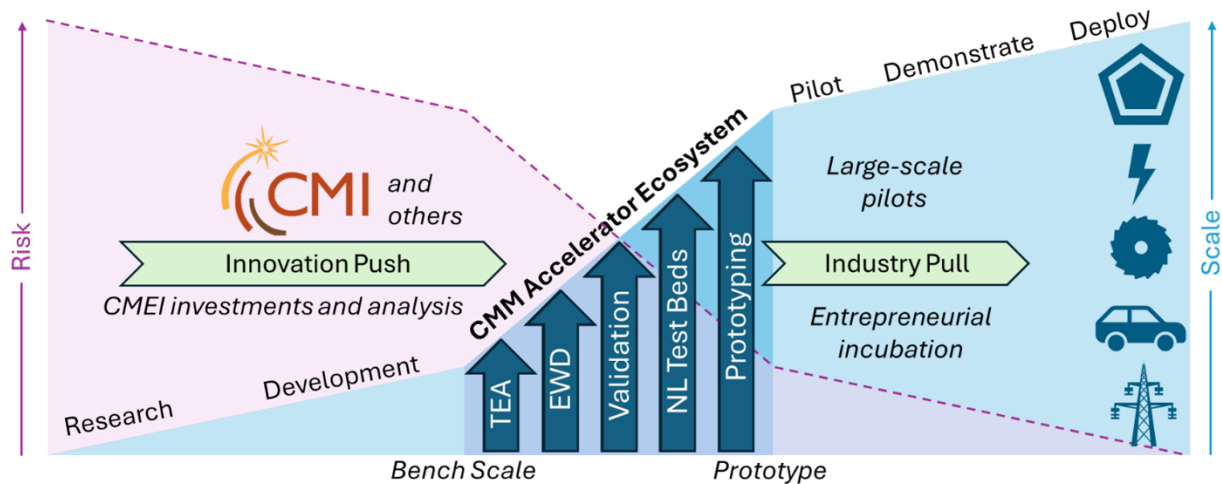 Risk
CMI
and
others
Innovation Push
CMEI investments and analysis
Research
Development
CMM Accelerator Ecosystem
TEA
EWD
Validation
NL Test Beds
Prototyping
Bench Scale
Prototype
Pilot
Demonstrate
Deploy
Large-scale
pilots
Industry Pull
Entrepreneurial
incubation
Scale